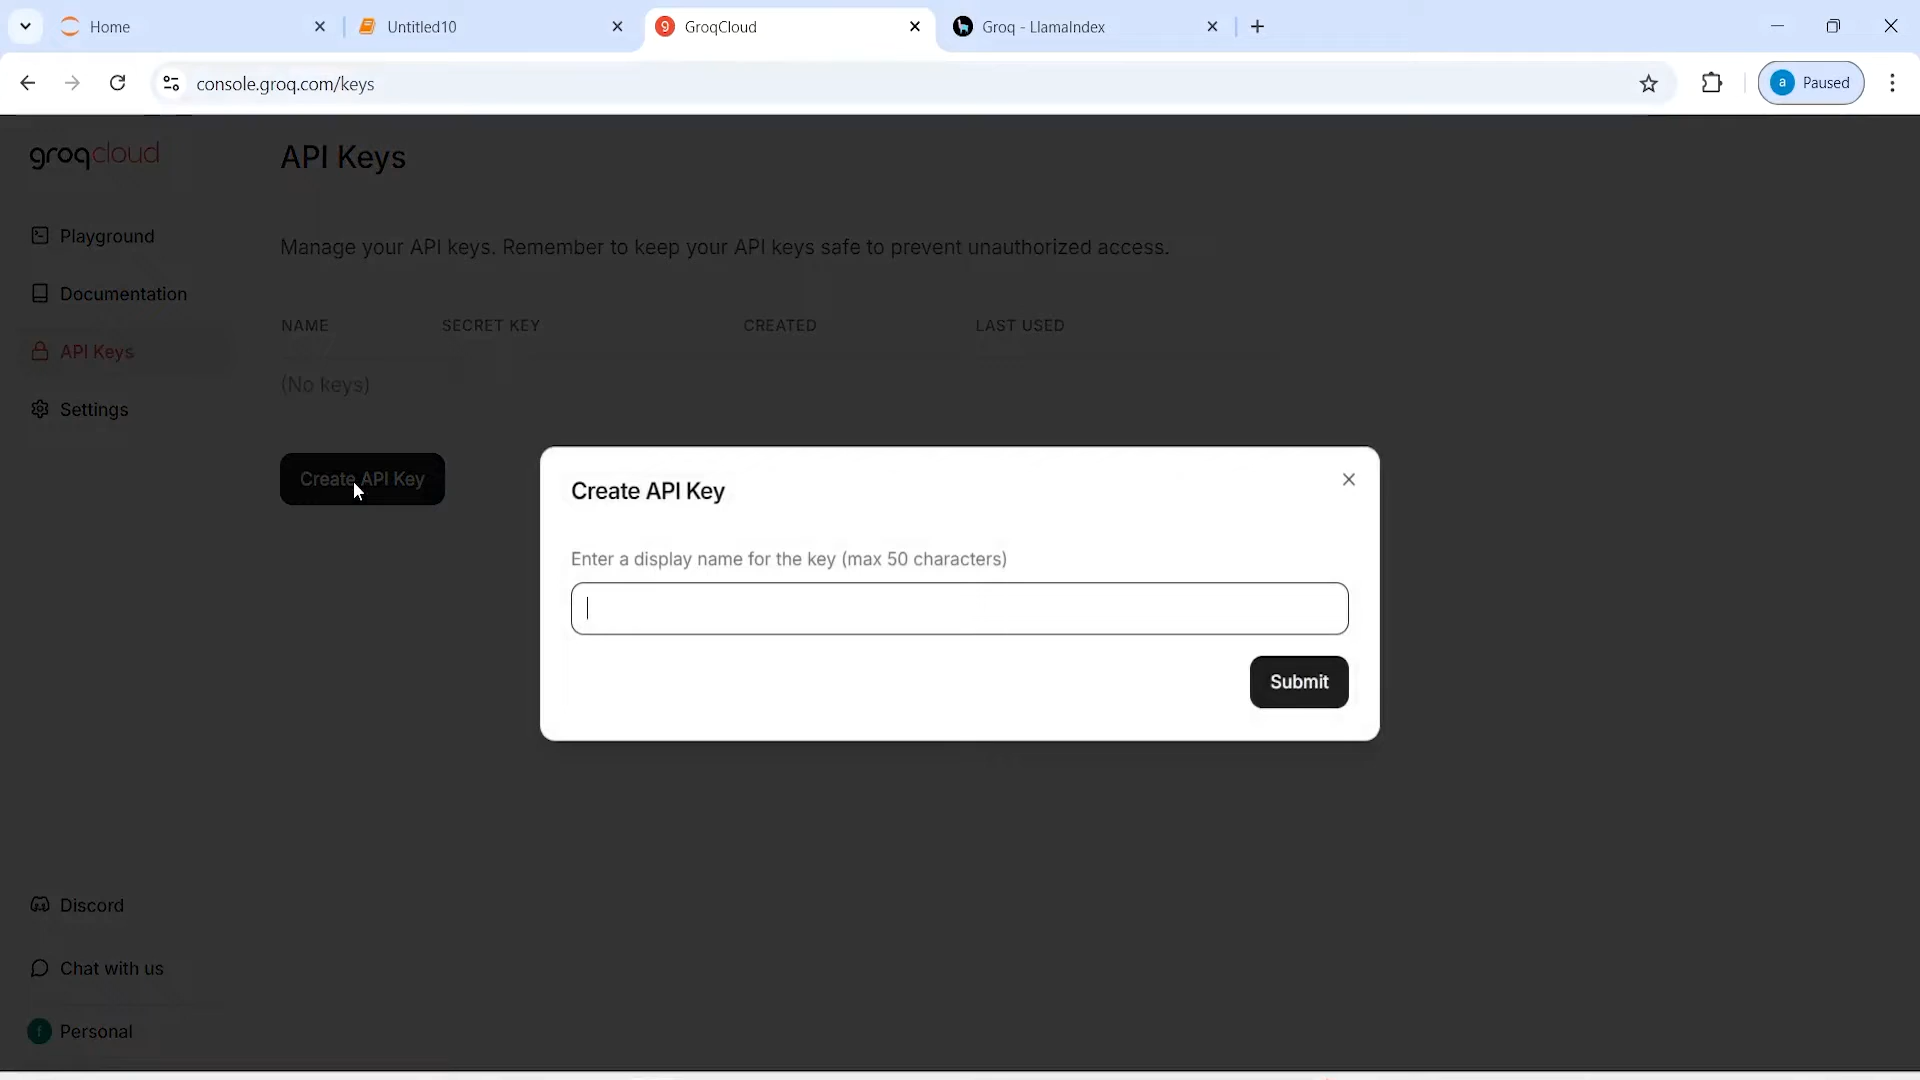 Home
Untitled10
GroqCloud
Groq - LlamaIndex
console.groq.com/keys
a Paused
groqcloud
API Keys
Playground
Manage your API keys. Remember to keep your API keys safe to prevent unauthorized access.
Documentation
NAME SECRET KEY CREATED LAST USED
API Keys
(No keys)
Settings
Create API Key
Create API Key
Enter a display name for the key (max 50 characters)
Submit
Discord
Chat with us
f Personal